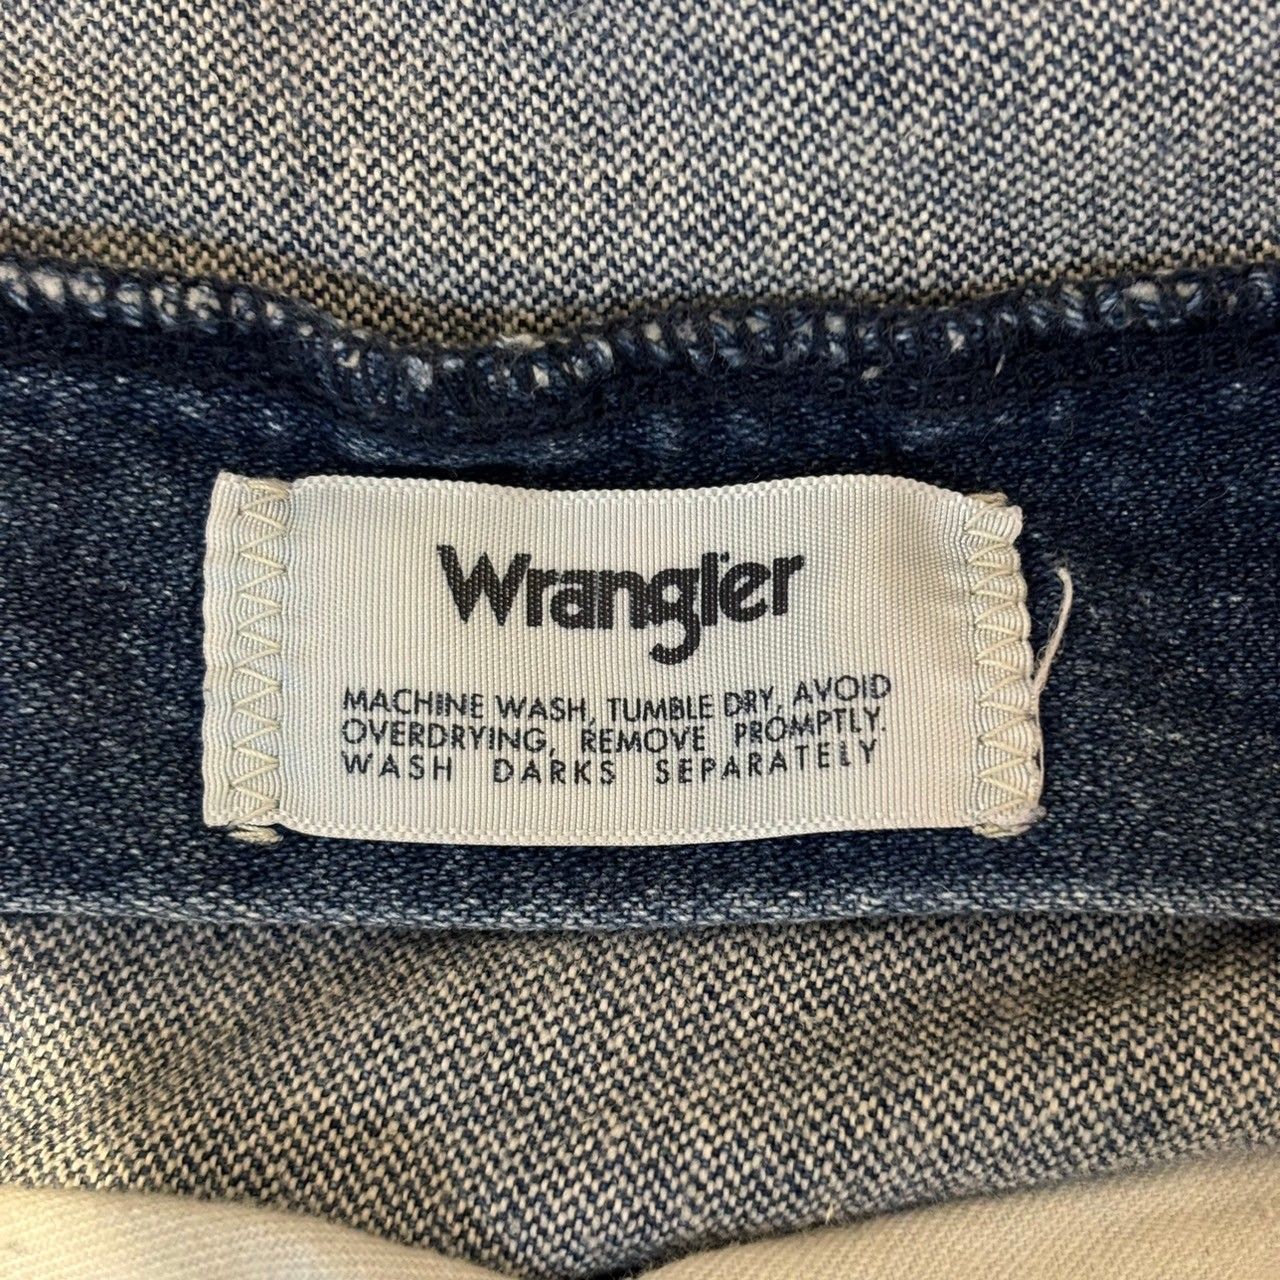 Wrangler
MACHINE WASH, TUMBLE DRY, AVOID
OVERDRYING, REMOVE PROMPTLY.
WASH DARKS SEPARATELY